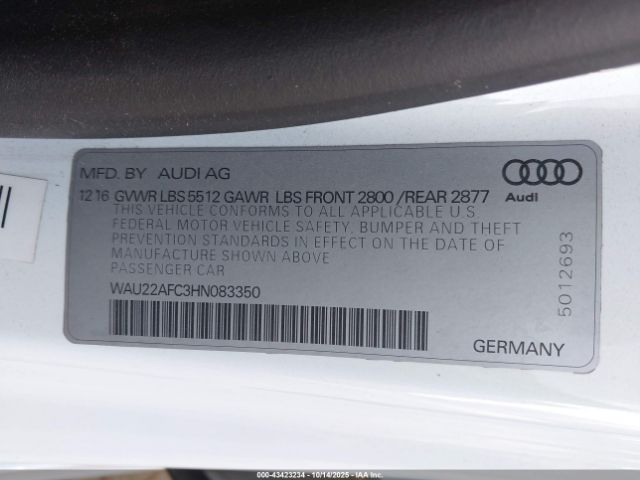 MFD. BY AUDI AG
12 16 GVWR LBS 5512 GAWR LBS FRONT 2800 /REAR 2877
THIS VEHICLE CONFORMS TO ALL APPLICABLE U.S
FEDERAL MOTOR VEHICLE SAFETY, BUMPER AND THEFT
PREVENTION STANDARDS IN EFFECT ON THE DATE OF
MANUFACTURE SHOWN ABOVE
PASSENGER CAR
WAU22AFC3HN083350
Audi
5012693
GERMANY
000-43423234 - 10/14/2025 - IAA, Inc.